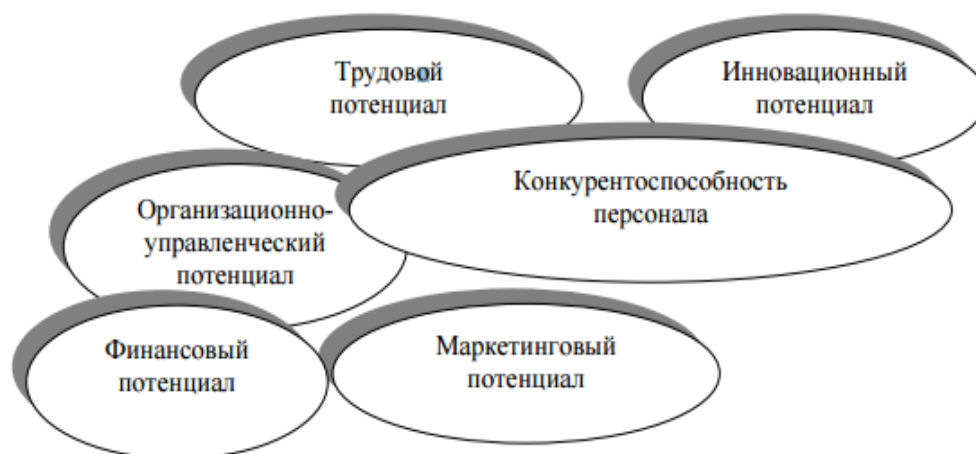 Трудовой
потенциал
Инновационный
потенциал
Конкурентоспособность
персонала
Организационно-
управленческий
потенциал
Финансовый
потенциал
Маркетинговый
потенциал